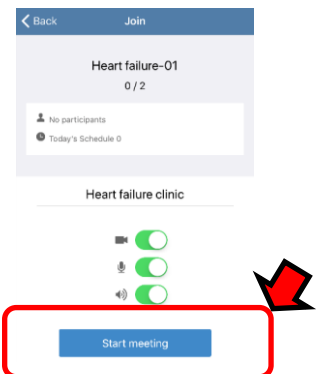 Back Join
Heart failure-01
0 / 2
No participants
Today's Schedule 0
Heart failure clinic
Start meeting